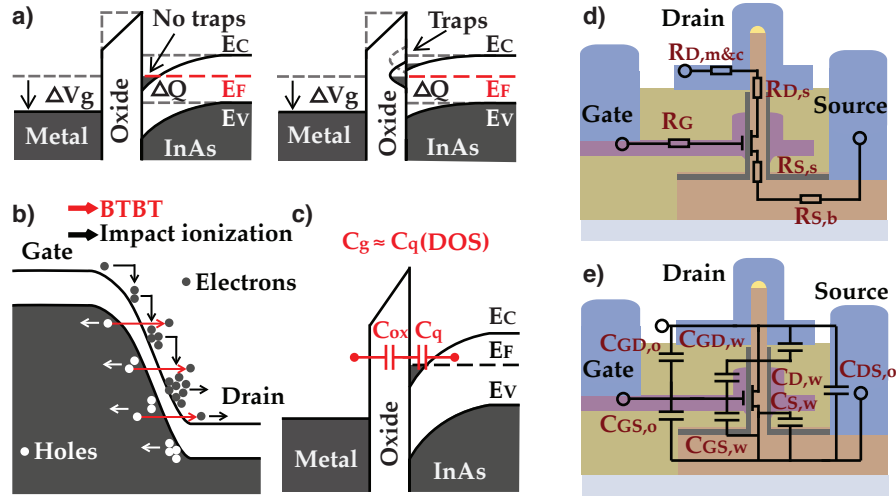 a)
No traps
EC
ΔVg
ΔQ
EF
Oxide
EV
Metal
InAs
Traps
EC
ΔVg
ΔQ
EF
Oxide
EV
Metal
InAs
b)
BTBT
Impact ionization
Gate
Electrons
Drain
Holes
c)
Cg ≈ Cq(DOS)
EC
Cox
Cq
EF
EV
Oxide
Metal
InAs
d)
Drain
RD,m&c
RD,s
Source
Gate
RG
RS,s
RS,b
e)
Drain
Source
CGD,o
CGD,w
CD,w
CDS,o
Gate
CS,w
CGS,o
CGS,w